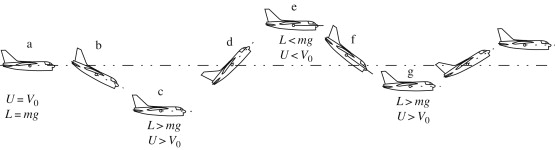 e
a
b
d
L < mg
U < V₀
f
c
g
U = V₀
L = mg
L > mg
U > V₀
L > mg
U > V₀